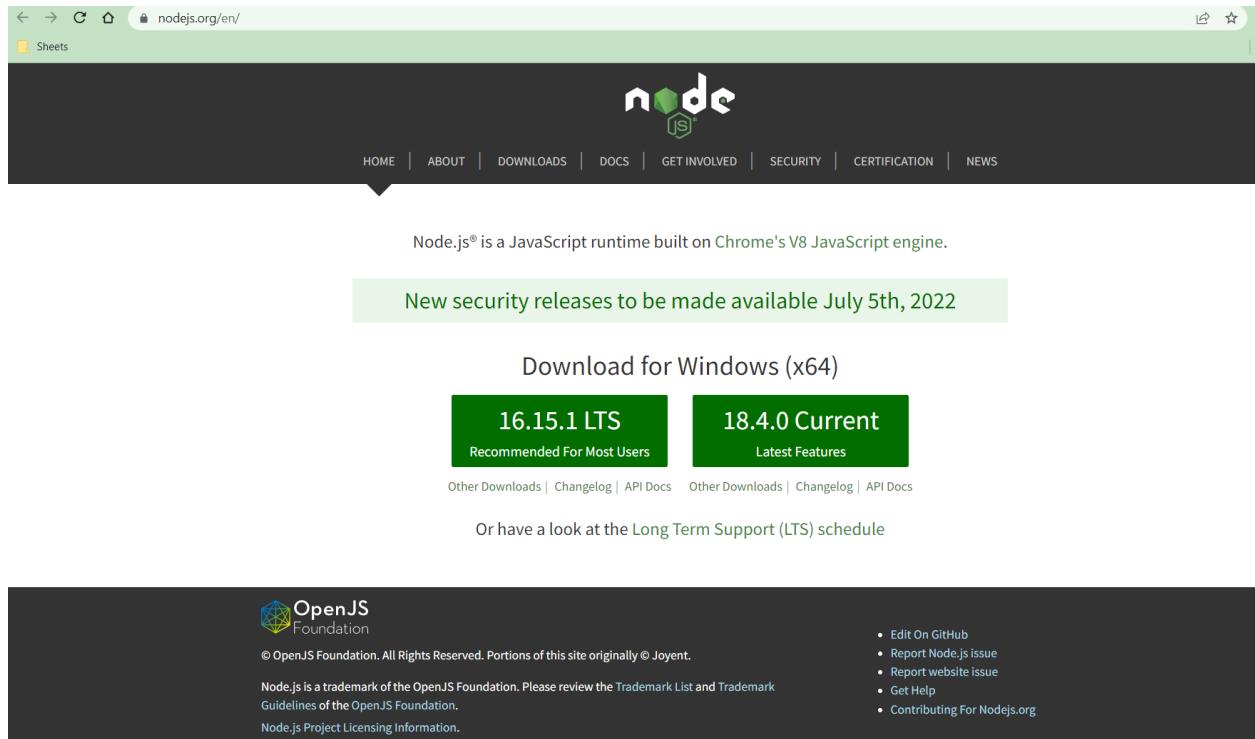 nodejs.org/en/
Sheets
node
JS
HOME | ABOUT | DOWNLOADS | DOCS | GET INVOLVED | SECURITY | CERTIFICATION | NEWS
Node.js® is a JavaScript runtime built on Chrome's V8 JavaScript engine.
New security releases to be made available July 5th, 2022
Download for Windows (x64)
16.15.1 LTS
Recommended For Most Users
18.4.0 Current
Latest Features
Other Downloads | Changelog | API Docs
Other Downloads | Changelog | API Docs
Or have a look at the Long Term Support (LTS) schedule
OpenJS
Foundation
© OpenJS Foundation. All Rights Reserved. Portions of this site originally © Joyent.
Node.js is a trademark of the OpenJS Foundation. Please review the Trademark List and Trademark
Guidelines of the OpenJS Foundation.
Node.js Project Licensing Information.
• Edit On GitHub
• Report Node.js issue
• Report website issue
• Get Help
• Contributing For Nodejs.org